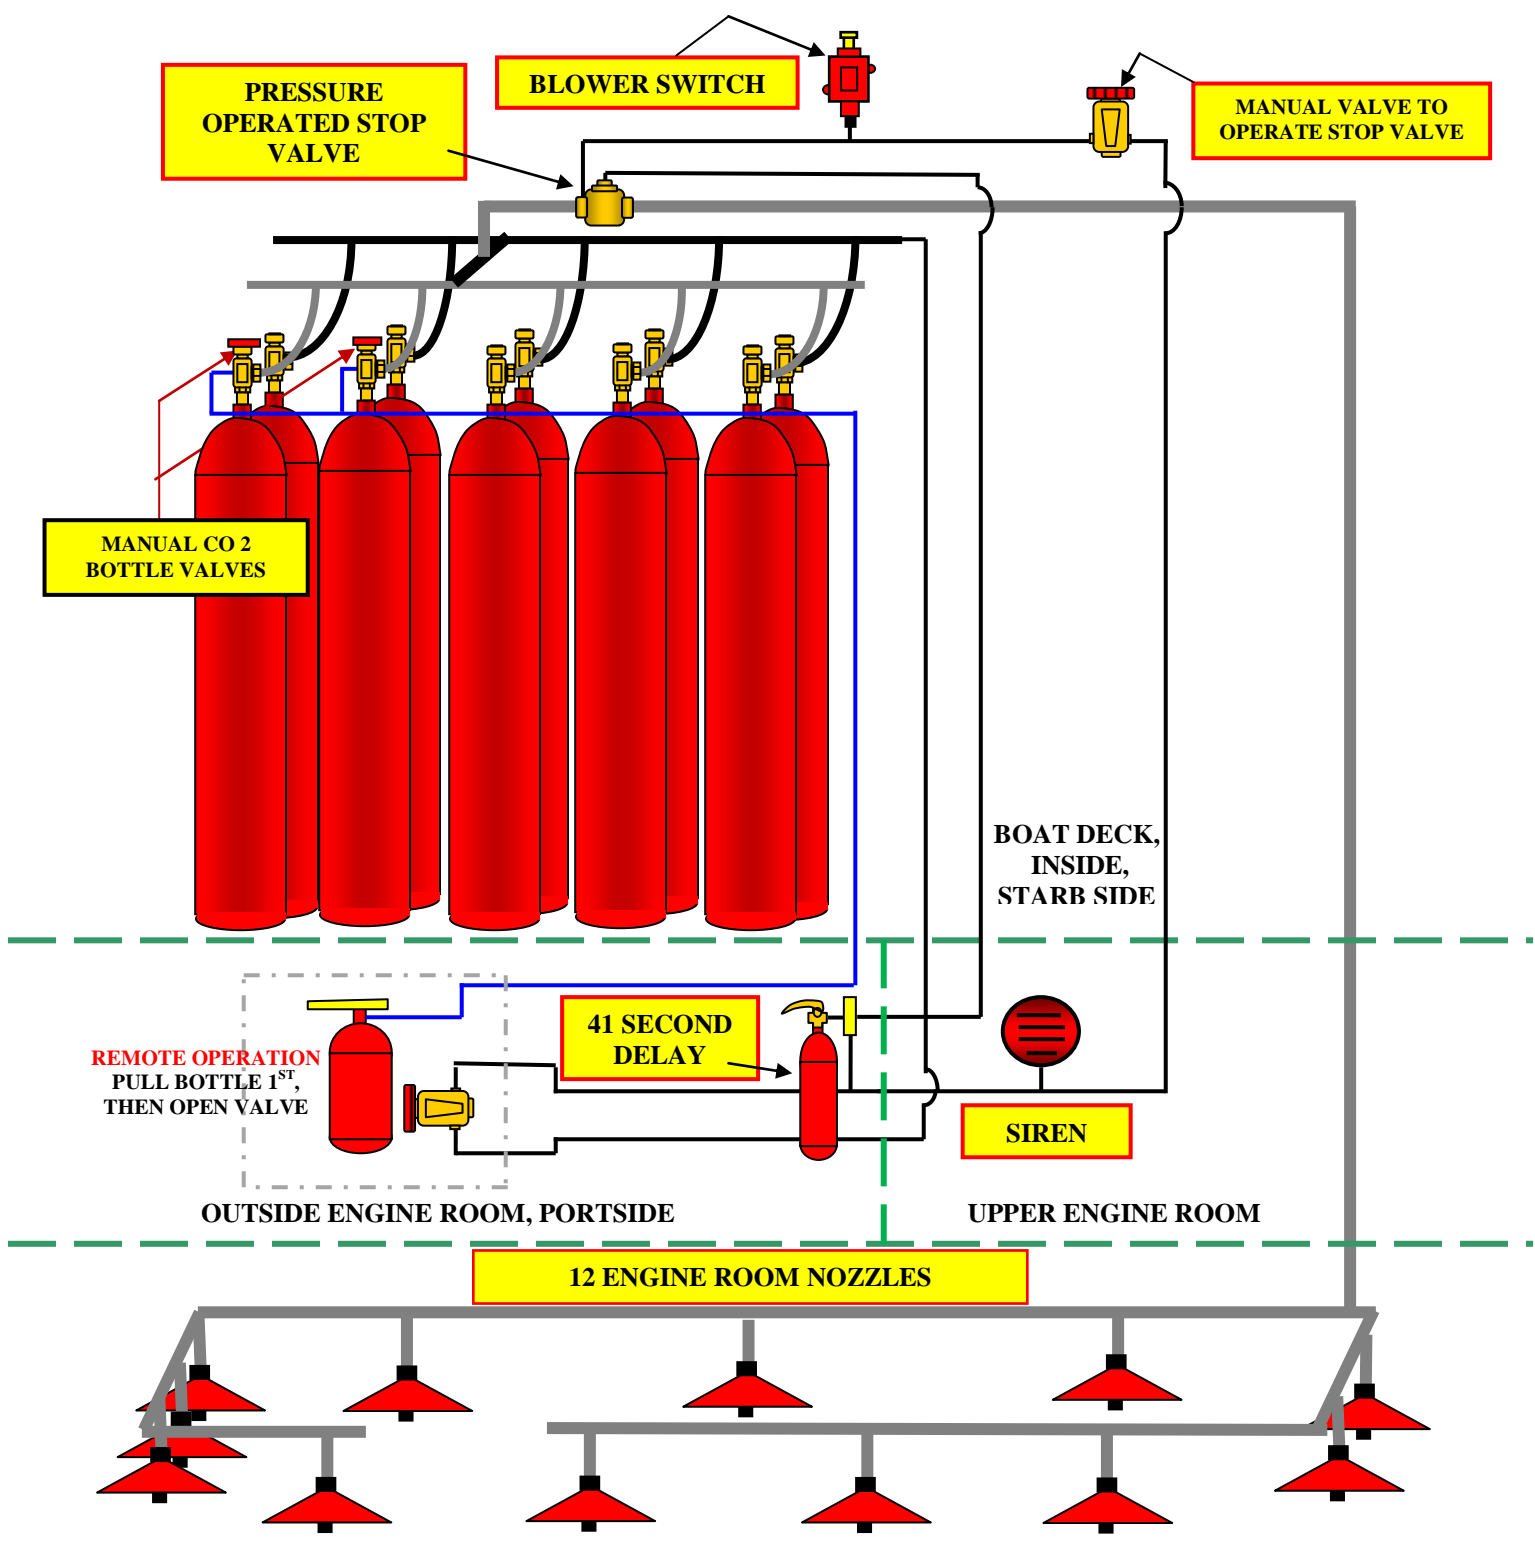 BLOWER SWITCH
PRESSURE
OPERATED STOP
VALVE
MANUAL VALVE TO
OPERATE STOP VALVE
MANUAL CO 2
BOTTLE VALVES
BOAT DECK,
INSIDE,
STARB SIDE
41 SECOND
DELAY
REMOTE OPERATION
PULL BOTTLE 1ST,
THEN OPEN VALVE
SIREN
OUTSIDE ENGINE ROOM, PORTSIDE
UPPER ENGINE ROOM
12 ENGINE ROOM NOZZLES